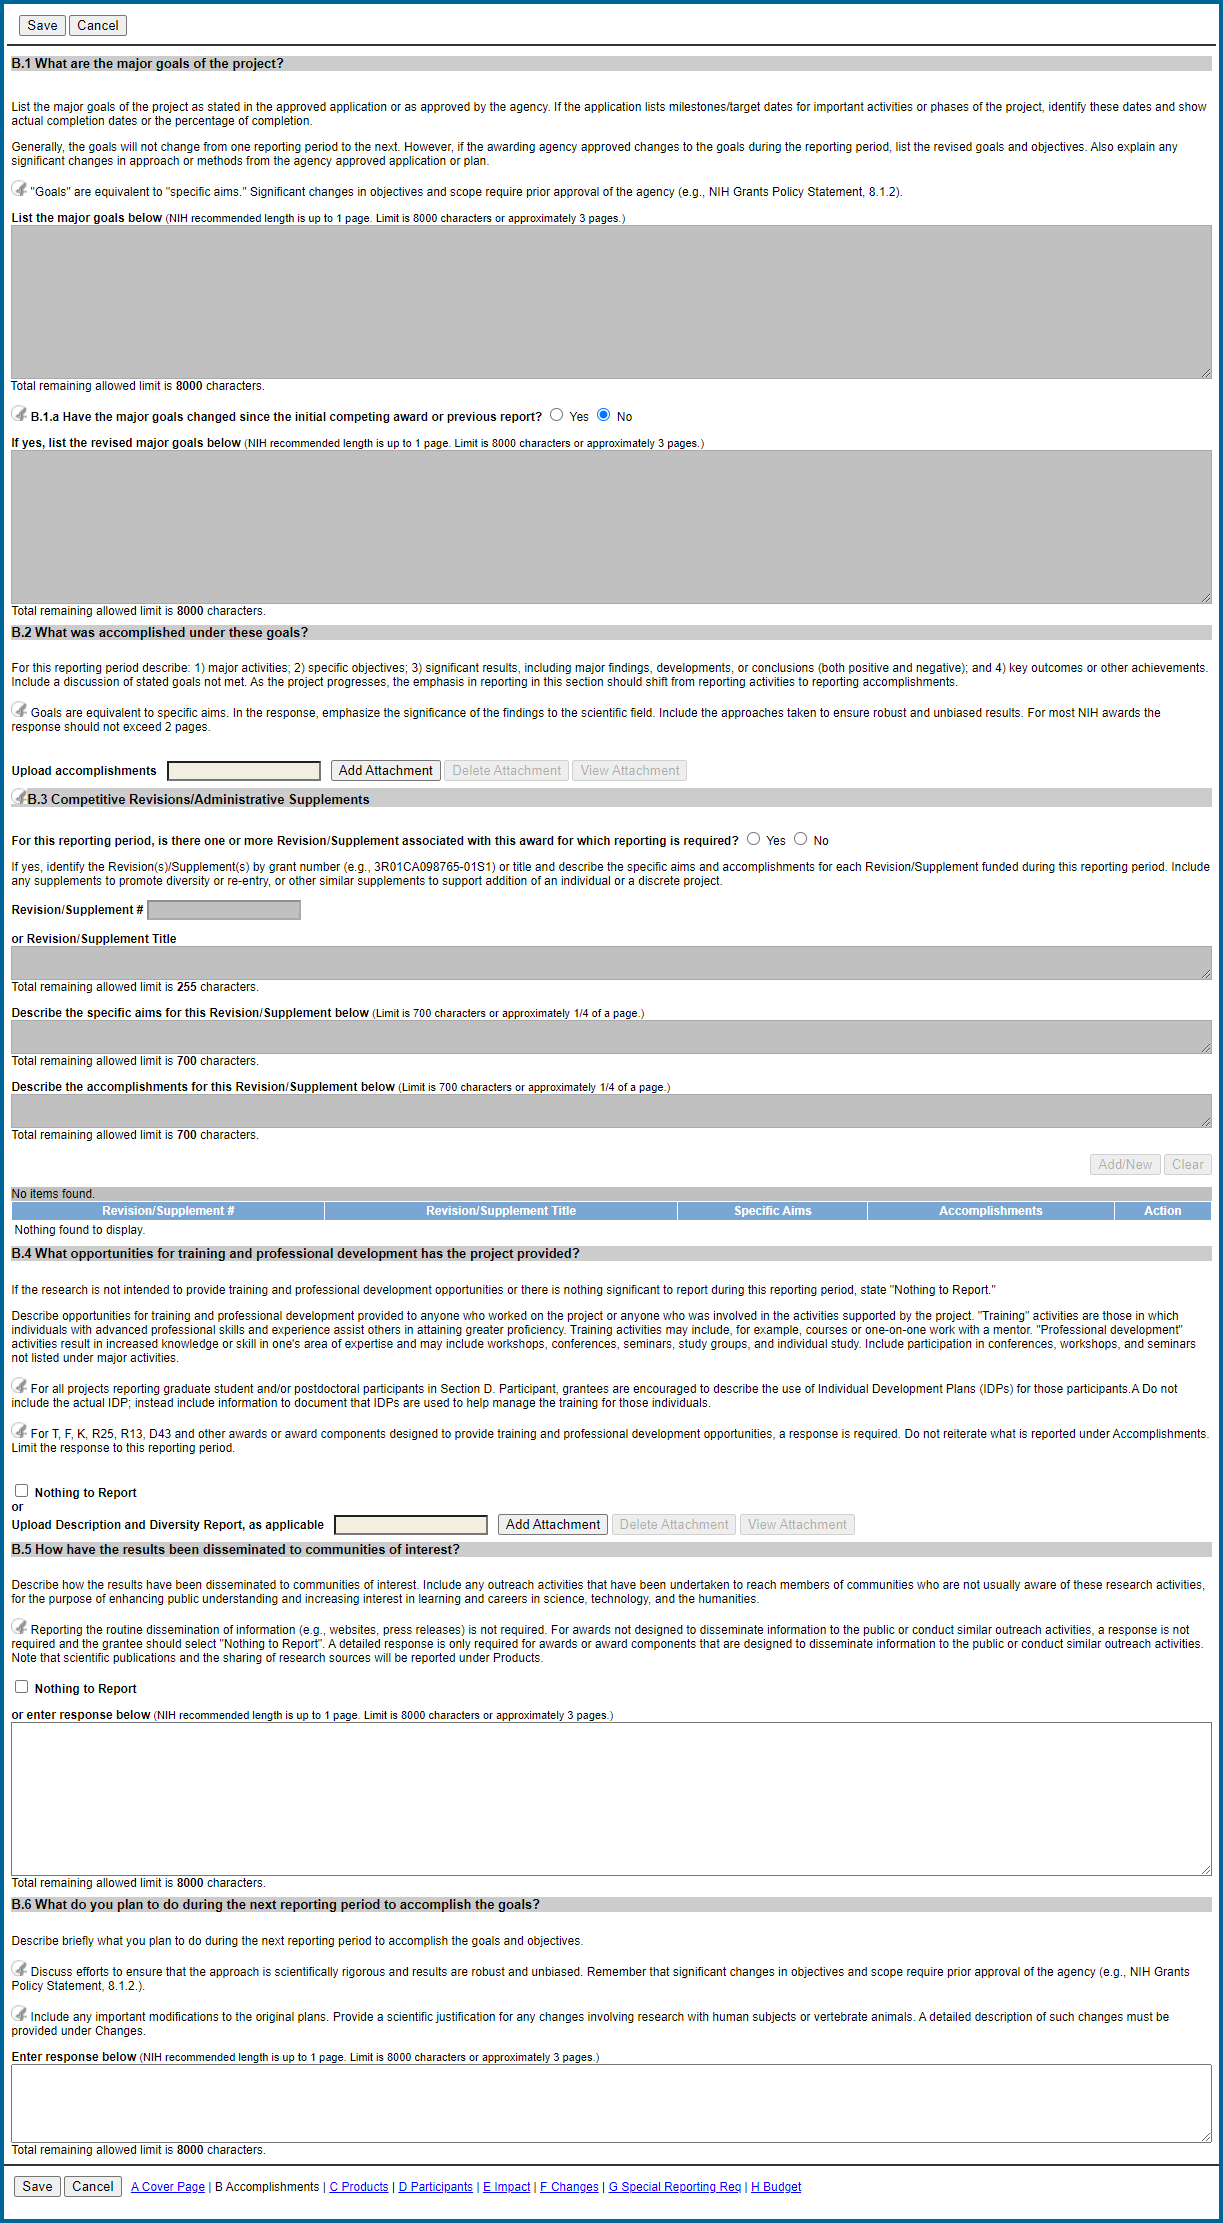 Save Cancel
B.1 What are the major goals of the project?
List the major goals of the project as stated in the approved application or as approved by the agency. If the application lists milestones/target dates for important activities or phases of the project, identify these dates and show
actual completion dates or the percentage of completion.
Generally, the goals will not change from one reporting period to the next. However, if the awarding agency approved changes to the goals during the reporting period, list the revised goals and objectives. Also explain any
significant changes in approach or methods from the agency approved application or plan.
"Goals" are equivalent to "specific aims." Significant changes in objectives and scope require prior approval of the agency (e.g., NIH Grants Policy Statement, 8.1.2).
List the major goals below (NIH recommended length is up to 1 page. Limit is 8000 characters or approximately 3 pages.)
Total remaining allowed limit is 8000 characters.
B.1.a Have the major goals changed since the initial competing award or previous report? Yes No
If yes, list the revised major goals below (NIH recommended length is up to 1 page. Limit is 8000 characters or approximately 3 pages.)
Total remaining allowed limit is 8000 characters.
B.2 What was accomplished under these goals?
For this reporting period describe: 1) major activities; 2) specific objectives; 3) significant results, including major findings, developments, or conclusions (both positive and negative); and 4) key outcomes or other achievements.
Include a discussion of stated goals not met. As the project progresses, the emphasis in reporting in this section should shift from reporting activities to reporting accomplishments.
Goals are equivalent to specific aims. In the response, emphasize the significance of the findings to the scientific field. Include the approaches taken to ensure robust and unbiased results. For most NIH awards the
response should not exceed 2 pages.
Upload accomplishments Add Attachment Delete Attachment View Attachment
B.3 Competitive Revisions/Administrative Supplements
For this reporting period, is there one or more Revision/Supplement associated with this award for which reporting is required? Yes No
If yes, identify the Revision(s)/Supplement(s) by grant number (e.g., 3R01CA098765-01S1) or title and describe the specific aims and accomplishments for each Revision/Supplement funded during this reporting period. Include
any supplements to promote diversity or re-entry, or other similar supplements to support addition of an individual or a discrete project.
Revision/Supplement #
or Revision/Supplement Title
Total remaining allowed limit is 255 characters.
Describe the specific aims for this Revision/Supplement below (Limit is 700 characters or approximately 1/4 of a page.)
Total remaining allowed limit is 700 characters.
Describe the accomplishments for this Revision/Supplement below (Limit is 700 characters or approximately 1/4 of a page.)
Total remaining allowed limit is 700 characters.
Add/New Clear
No items found.
Revision/Supplement # Revision/Supplement Title Specific Aims Accomplishments Action
Nothing found to display.
B.4 What opportunities for training and professional development has the project provided?
If the research is not intended to provide training and professional development opportunities or there is nothing significant to report during this reporting period, state "Nothing to Report."
Describe opportunities for training and professional development provided to anyone who worked on the project or anyone who was involved in the activities supported by the project. "Training" activities are those in which
individuals with advanced professional skills and experience assist others in attaining greater proficiency. Training activities may include, for example, courses or one-on-one work with a mentor. "Professional development"
activities result in increased knowledge or skill in one's area of expertise and may include workshops, conferences, seminars, study groups, and individual study. Include participation in conferences, workshops, and seminars
not listed under major activities.
For all projects reporting graduate student and/or postdoctoral participants in Section D. Participant, grantees are encouraged to describe the use of Individual Development Plans (IDPs) for those participants.A Do not
include the actual IDP; instead include information to document that IDPs are used to help manage the training for those individuals.
For T, F, K, R25, R13, D43 and other awards or award components designed to provide training and professional development opportunities, a response is required. Do not reiterate what is reported under Accomplishments.
Limit the response to this reporting period.
Nothing to Report
or
Upload Description and Diversity Report, as applicable Add Attachment Delete Attachment View Attachment
B.5 How have the results been disseminated to communities of interest?
Describe how the results have been disseminated to communities of interest. Include any outreach activities that have been undertaken to reach members of communities who are not usually aware of these research activities,
for the purpose of enhancing public understanding and increasing interest in learning and careers in science, technology, and the humanities.
Reporting the routine dissemination of information (e.g., websites, press releases) is not required. For awards not designed to disseminate information to the public or conduct similar outreach activities, a response is not
required and the grantee should select "Nothing to Report". A detailed response is only required for awards or award components that are designed to disseminate information to the public or conduct similar outreach activities.
Note that scientific publications and the sharing of research sources will be reported under Products.
Nothing to Report
or enter response below (NIH recommended length is up to 1 page. Limit is 8000 characters or approximately 3 pages.)
Total remaining allowed limit is 8000 characters.
B.6 What do you plan to do during the next reporting period to accomplish the goals?
Describe briefly what you plan to do during the next reporting period to accomplish the goals and objectives.
Discuss efforts to ensure that the approach is scientifically rigorous and results are robust and unbiased. Remember that significant changes in objectives and scope require prior approval of the agency (e.g., NIH Grants
Policy Statement, 8.1.2.).
Include any important modifications to the original plans. Provide a scientific justification for any changes involving research with human subjects or vertebrate animals. A detailed description of such changes must be
provided under Changes.
Enter response below (NIH recommended length is up to 1 page. Limit is 8000 characters or approximately 3 pages.)
Total remaining allowed limit is 8000 characters.
Save Cancel A Cover Page | B Accomplishments | C Products | D Participants | E Impact | F Changes | G Special Reporting Req | H Budget